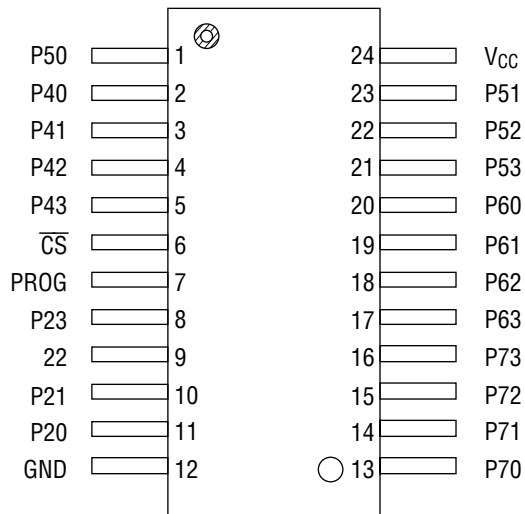 P50 1 24 VCC
P40 2 23 P51
P41 3 22 P52
P42 4 21 P53
P43 5 20 P60
C̅S̅ 6 19 P61
PROG 7 18 P62
P23 8 17 P63
22 9 16 P73
P21 10 15 P72
P20 11 14 P71
GND 12 13 P70